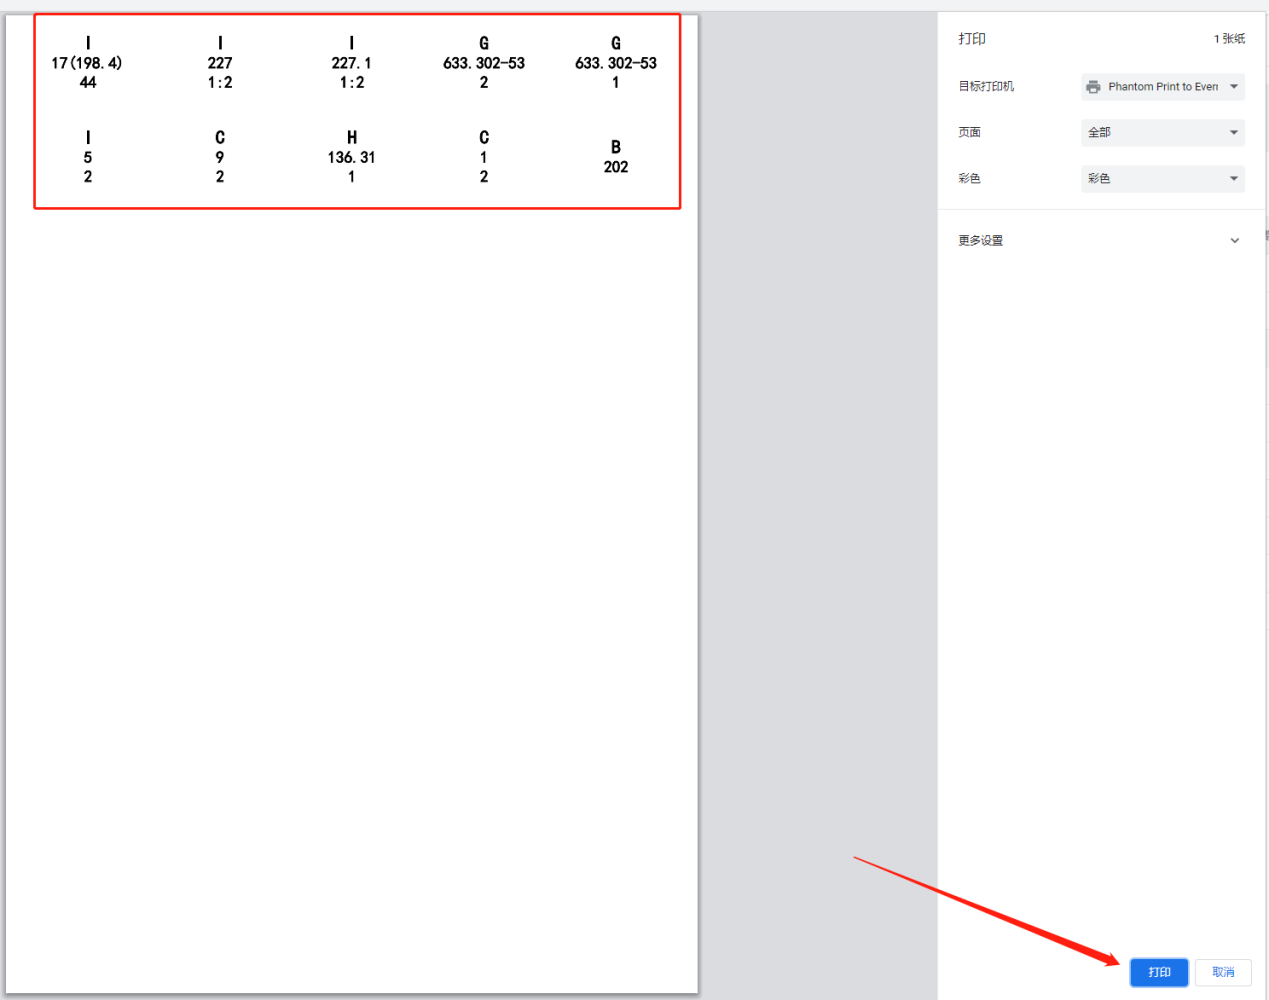 I I I G G
17(198.4) 227 227.1 633.302-53 633.302-53
44 1:2 1:2 2 1
I C H C B
5 9 136.31 1 202
2 2 1 2
打印 1 张纸
目标打印机 Phantom Print to Even
页面 全部
彩色 彩色
更多设置
打印 取消